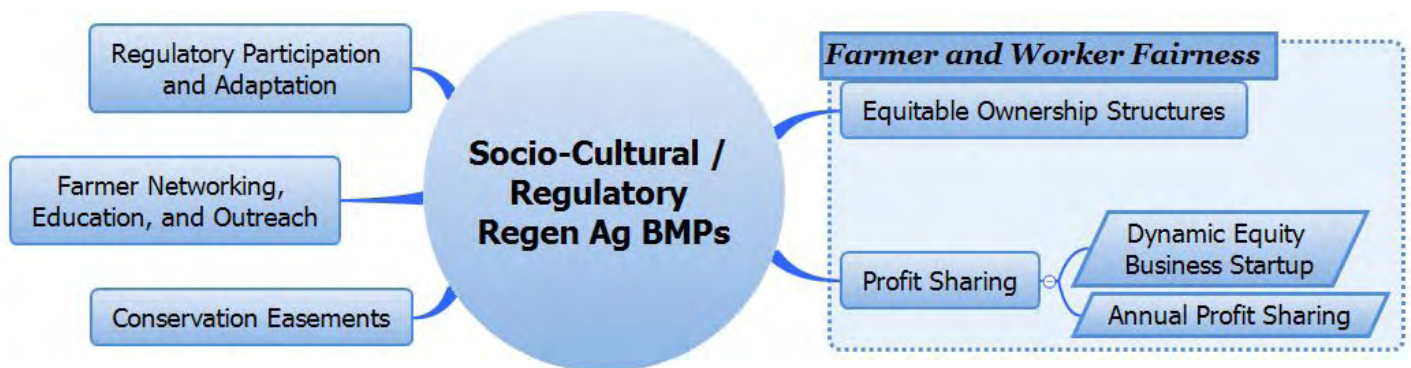 Regulatory Participation
and Adaptation
Farmer Networking,
Education, and Outreach
Conservation Easements
Socio-Cultural /
Regulatory
Regen Ag BMPs
Farmer and Worker Fairness
Equitable Ownership Structures
Profit Sharing
Dynamic Equity
Business Startup
Annual Profit Sharing